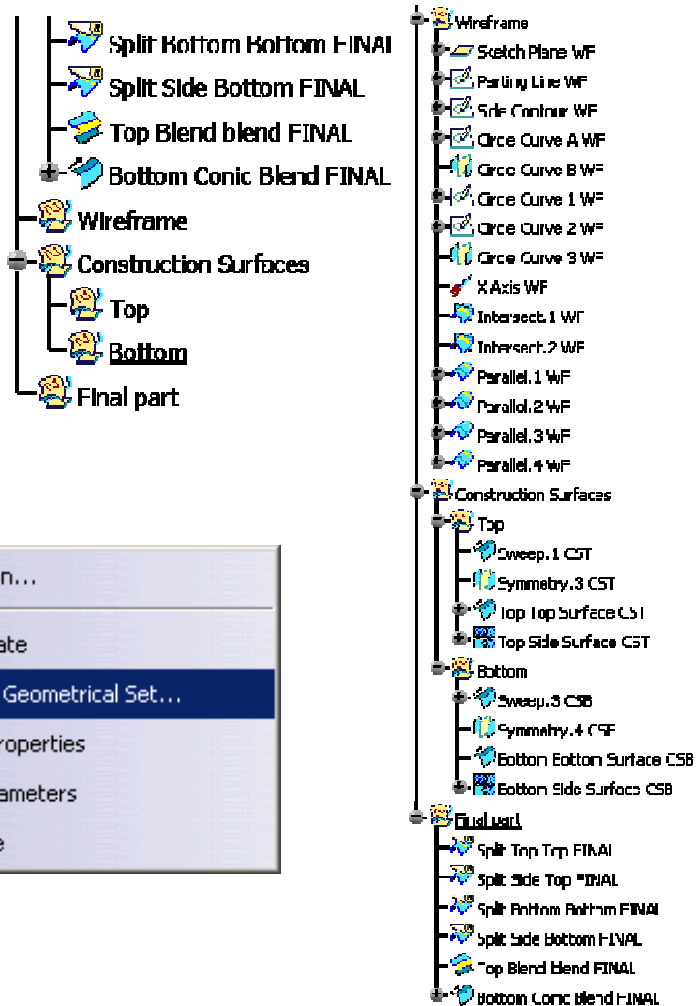 Split Bottom Bottom FINAL
Split Side Bottom FINAL
Top Blend blend FINAL
Bottom Conic Blend FINAL
Wireframe
Construction Surfaces
Top
Bottom
Final part
n...
ate
Geometrical Set...
roperties
ameters
e
Wireframe
Sketch Plane WF
Parting Line WF
Side Contour WF
Circle Curve A WF
Circle Curve B WF
Circle Curve 1 WF
Circle Curve 2 WF
Circle Curve 3 WF
X Axis WF
Intersect.1 WF
Intersect.2 WF
Parallel.1 WF
Parallel.2 WF
Parallel.3 WF
Parallel.4 WF
Construction Surfaces
Top
Sweep.1 CST
Symmetry.3 CST
Top Top Surface CST
Top Side Surface CST
Bottom
Sweep.3 CSB
Symmetry.4 CSB
Bottom Bottom Surface CSB
Bottom Side Surface CSB
Final part
Split Top Top FINAL
Split Side Top FINAL
Split Bottom Bottom FINAL
Split Side Bottom FINAL
Top Blend blend FINAL
Bottom Conic Blend FINAL